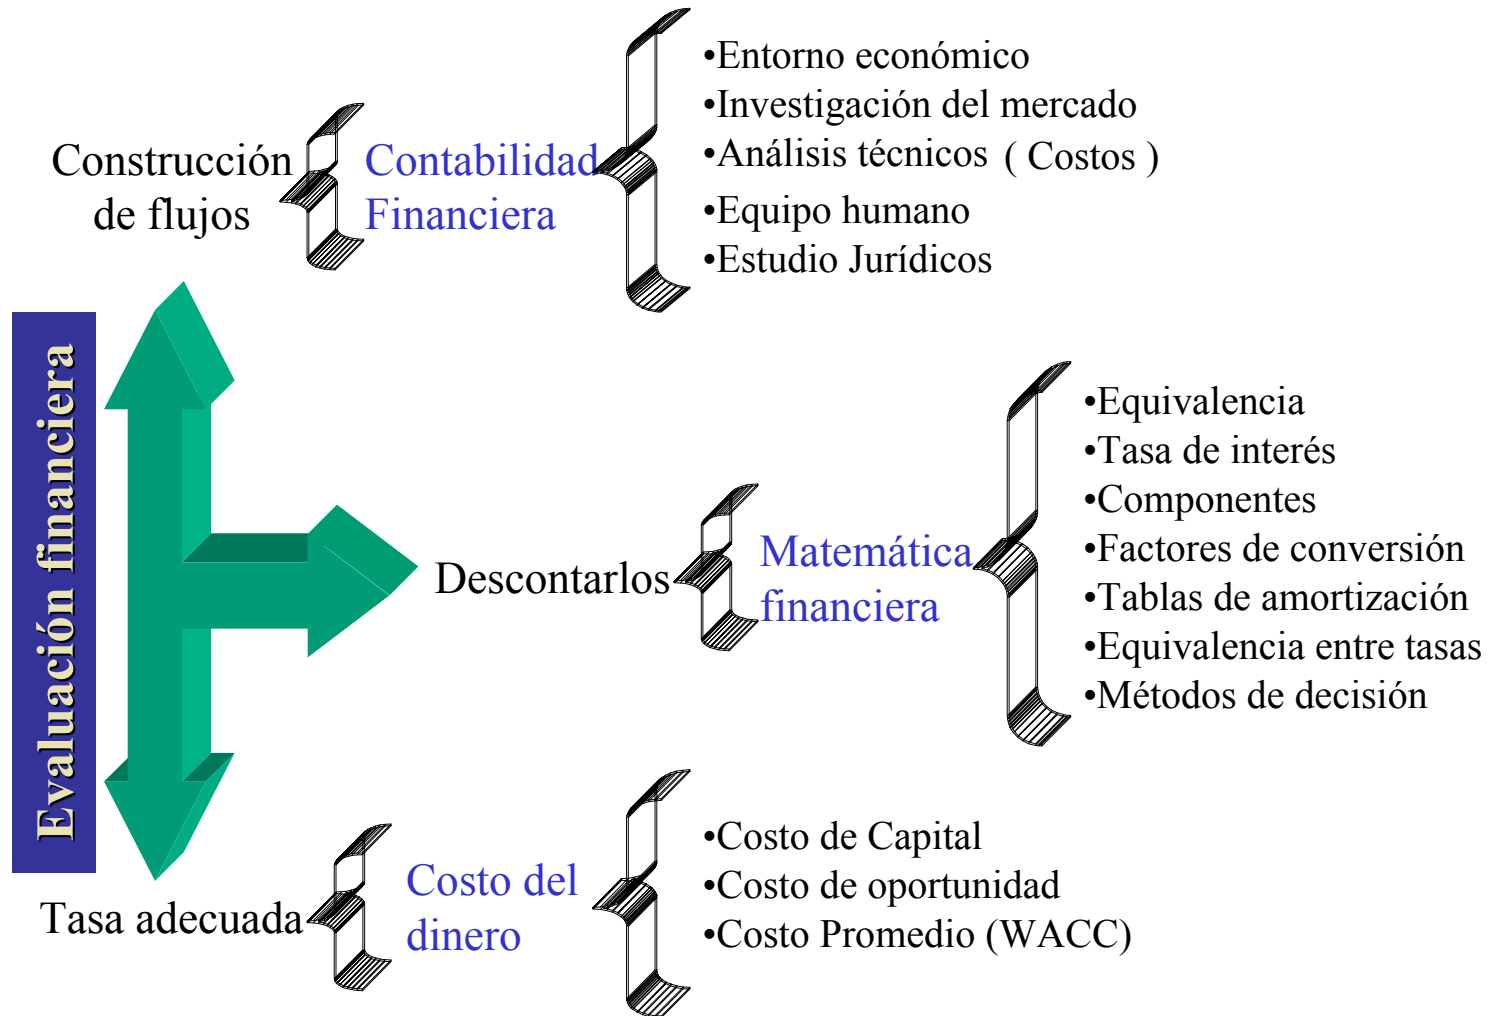 Evaluación financiera
Construcción
de flujos
Contabilidad
Financiera
•Entorno económico
•Investigación del mercado
•Análisis técnicos ( Costos )
•Equipo humano
•Estudio Jurídicos
Descontarlos
Matemática
financiera
•Equivalencia
•Tasa de interés
•Componentes
•Factores de conversión
•Tablas de amortización
•Equivalencia entre tasas
•Métodos de decisión
Tasa adecuada
Costo del
dinero
•Costo de Capital
•Costo de oportunidad
•Costo Promedio (WACC)